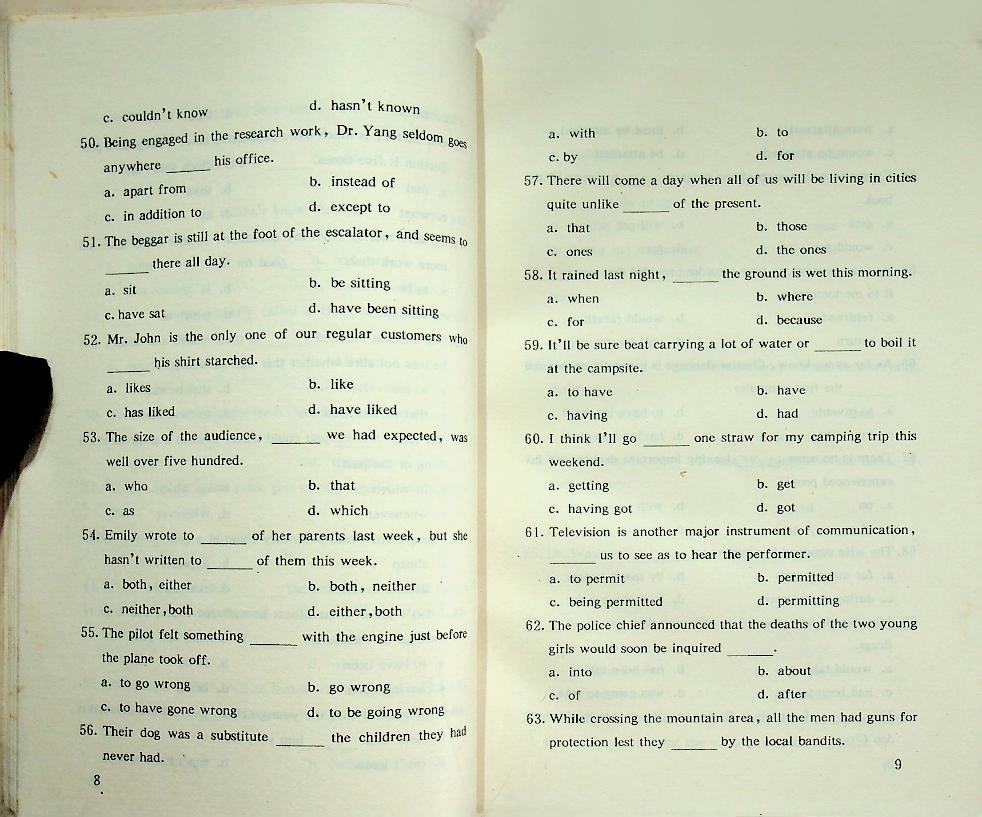 c. couldn't know d. hasn't known
50. Being engaged in the research work, Dr. Yang seldom goes
anywhere ______ his office.
a. apart from b. instead of
c. in addition to d. except to
51. The beggar is still at the foot of the escalator, and seems to
______ there all day.
a. sit b. be sitting
c. have sat d. have been sitting
52. Mr. John is the only one of our regular customers who
______ his shirt starched.
a. likes b. like
c. has liked d. have liked
53. The size of the audience, ______ we had expected, was
well over five hundred.
a. who b. that
c. as d. which
54. Emily wrote to ______ of her parents last week, but she
hasn't written to ______ of them this week.
a. both, either b. both, neither
c. neither, both d. either, both
55. The pilot felt something ______ with the engine just before
the plane took off.
a. to go wrong b. go wrong
c. to have gone wrong d. to be going wrong
56. Their dog was a substitute ______ the children they had
never had.
8
a. with b. to
c. by d. for
57. There will come a day when all of us will be living in cities
quite unlike ______ of the present.
a. that b. those
c. ones d. the ones
58. It rained last night, ______ the ground is wet this morning.
a. when b. where
c. for d. because
59. It'll be sure beat carrying a lot of water or ______ to boil it
at the campsite.
a. to have b. have
c. having d. had
60. I think I'll go ______ one straw for my camping trip this
weekend.
a. getting b. get
c. having got d. got
61. Television is another major instrument of communication,
______ us to see as to hear the performer.
a. to permit b. permitted
c. being permitted d. permitting
62. The police chief announced that the deaths of the two young
girls would soon be inquired ______.
a. into b. about
c. of d. after
63. While crossing the mountain area, all the men had guns for
protection lest they ______ by the local bandits.
9